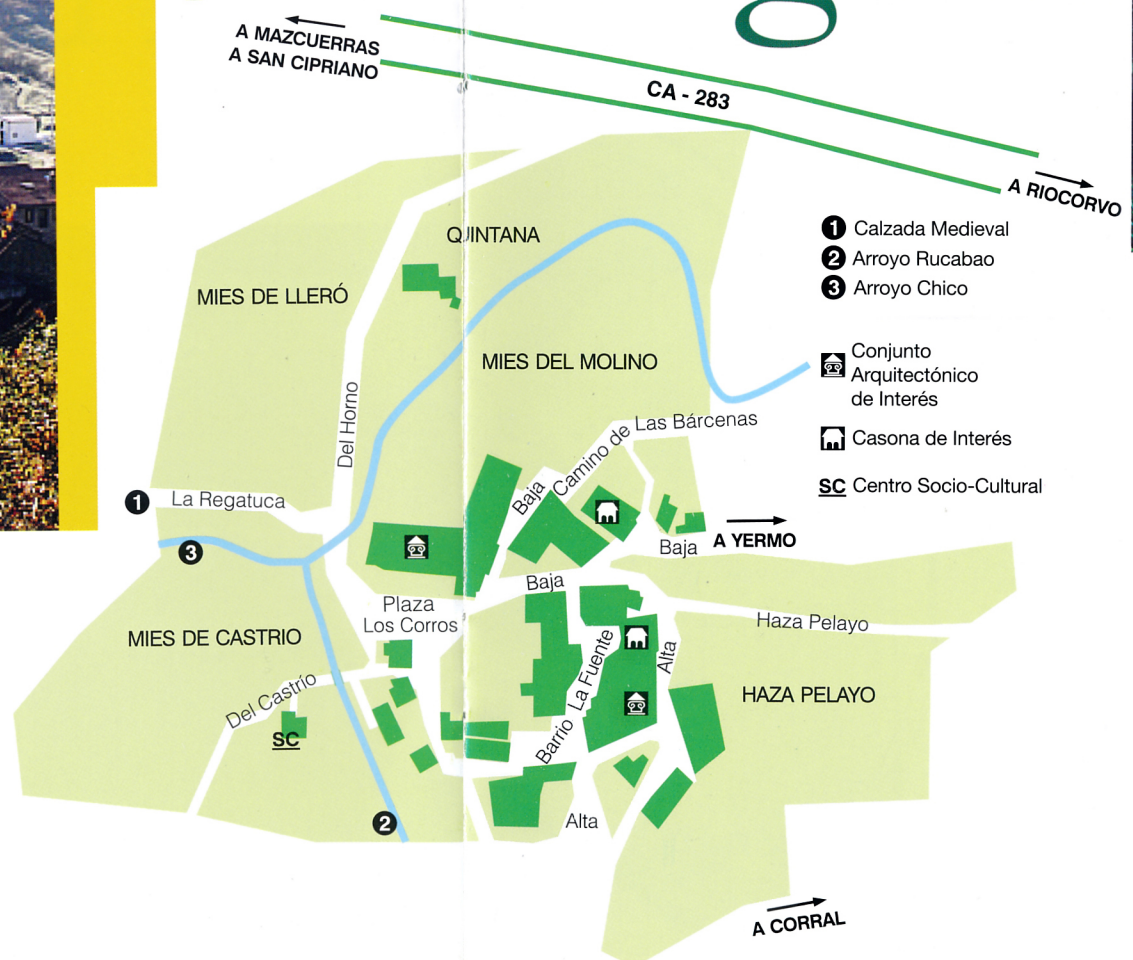 A MAZCUERRAS
A SAN CIPRIANO
CA - 283
A RIOCORVO
1 Calzada Medieval
2 Arroyo Rucabao
3 Arroyo Chico
Conjunto
Arquitectónico
de Interés
Casona de Interés
SC Centro Socio-Cultural
QUINTANA
MIES DE LLERÓ
MIES DEL MOLINO
Del Horno
Camino de Las Bárcenas
Baja
1
La Regatuca
3
Baja
A YERMO
Baja
Plaza
Los Corros
Haza Pelayo
MIES DE CASTRIO
Alta
Barrio La Fuente
HAZA PELAYO
Del Castrío
SC
2
Alta
A CORRAL